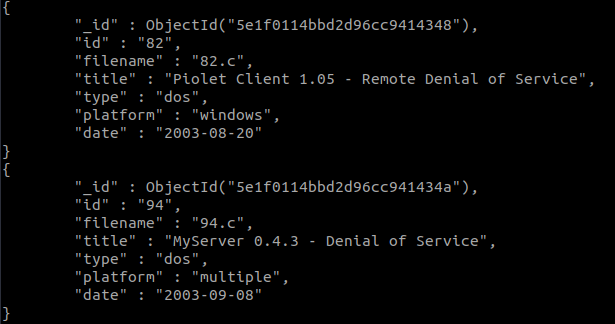 {
"_id" : ObjectId("5e1f0114bbd2d96cc9414348"),
"id" : "82",
"filename" : "82.c",
"title" : "Piolet Client 1.05 - Remote Denial of Service",
"type" : "dos",
"platform" : "windows",
"date" : "2003-08-20"
}
{
"_id" : ObjectId("5e1f0114bbd2d96cc941434a"),
"id" : "94",
"filename" : "94.c",
"title" : "MyServer 0.4.3 - Denial of Service",
"type" : "dos",
"platform" : "multiple",
"date" : "2003-09-08"
}